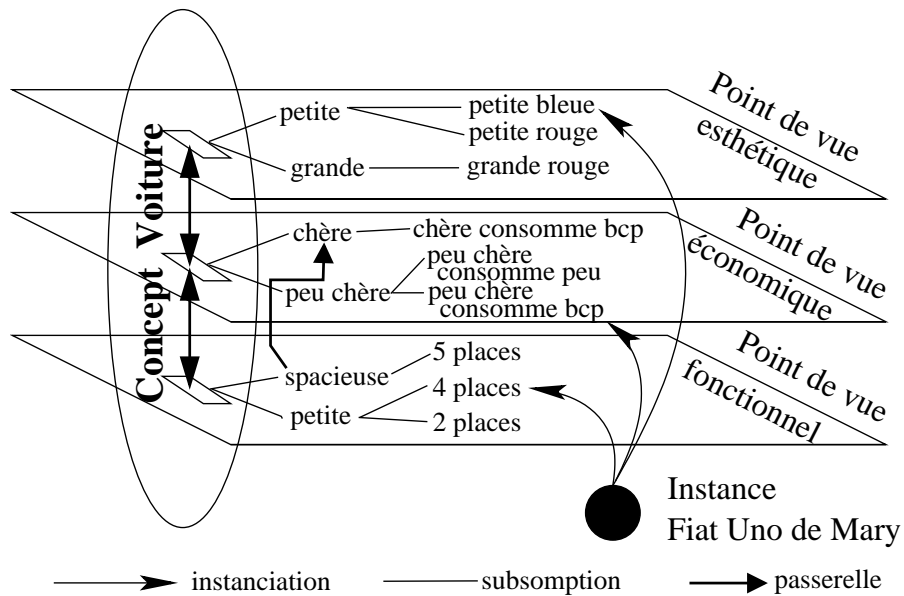 Concept Voiture
petite
petite bleue
petite rouge
grande
grande rouge
Point de vue
esthétique
chère
chère consomme bcp
peu chère
peu chère
consomme peu
peu chère
consomme bcp
Point de vue
économique
spacieuse
5 places
petite
4 places
2 places
Point de vue
fonctionnel
Instance
Fiat Uno de Mary
instanciation
subsomption
passerelle